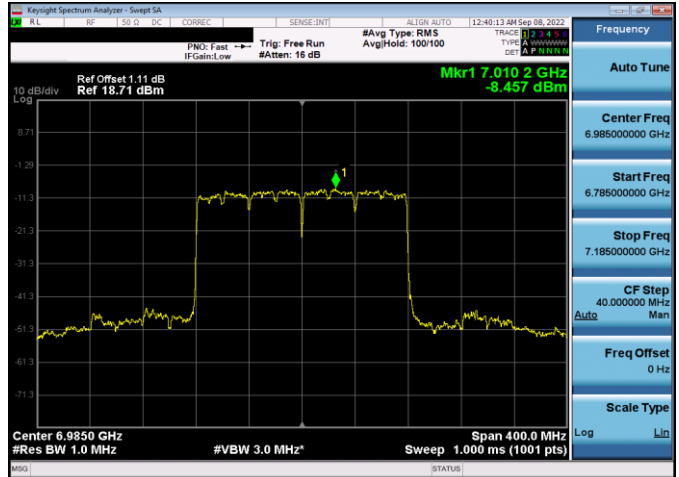 Keysight Spectrum Analyzer - Swept SA
RL RF 50 Ω DC CORREC SENSE:INT ALIGN AUTO 12:40:13 AM Sep 08, 2022
PNO: Fast
IFGain:Low
Trig: Free Run
#Atten: 16 dB
#Avg Type: RMS
Avg|Hold: 100/100
TRACE 1 2 3 4 5 6
TYPE A WWWWW
DET A P N N N N
Ref Offset 1.11 dB
10 dB/div Ref 18.71 dBm
Log
Mkr1 7.010 2 GHz
-8.457 dBm
8.71
-1.29
-11.3
-21.3
-31.3
-41.3
-51.3
-61.3
-71.3
1
Center 6.9850 GHz
#Res BW 1.0 MHz
#VBW 3.0 MHz*
Span 400.0 MHz
Sweep 1.000 ms (1001 pts)
MSG
STATUS
Frequency
Auto Tune
Center Freq
6.985000000 GHz
Start Freq
6.785000000 GHz
Stop Freq
7.185000000 GHz
CF Step
40.000000 MHz
Auto Man
Freq Offset
0 Hz
Scale Type
Log Lin